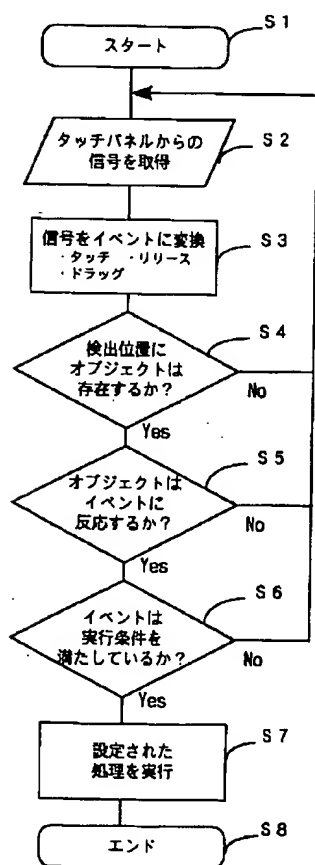 S1
スタート
タッチパネルからの
信号を取得
S2
信号をイベントに変換
・タッチ ・リリース
・ドラッグ
S3
検出位置に
オブジェクトは
存在するか?
S4
No
Yes
オブジェクトは
イベントに
反応するか?
S5
No
Yes
イベントは
実行条件を
満たしているか?
S6
No
Yes
設定された
処理を実行
S7
エンド
S8